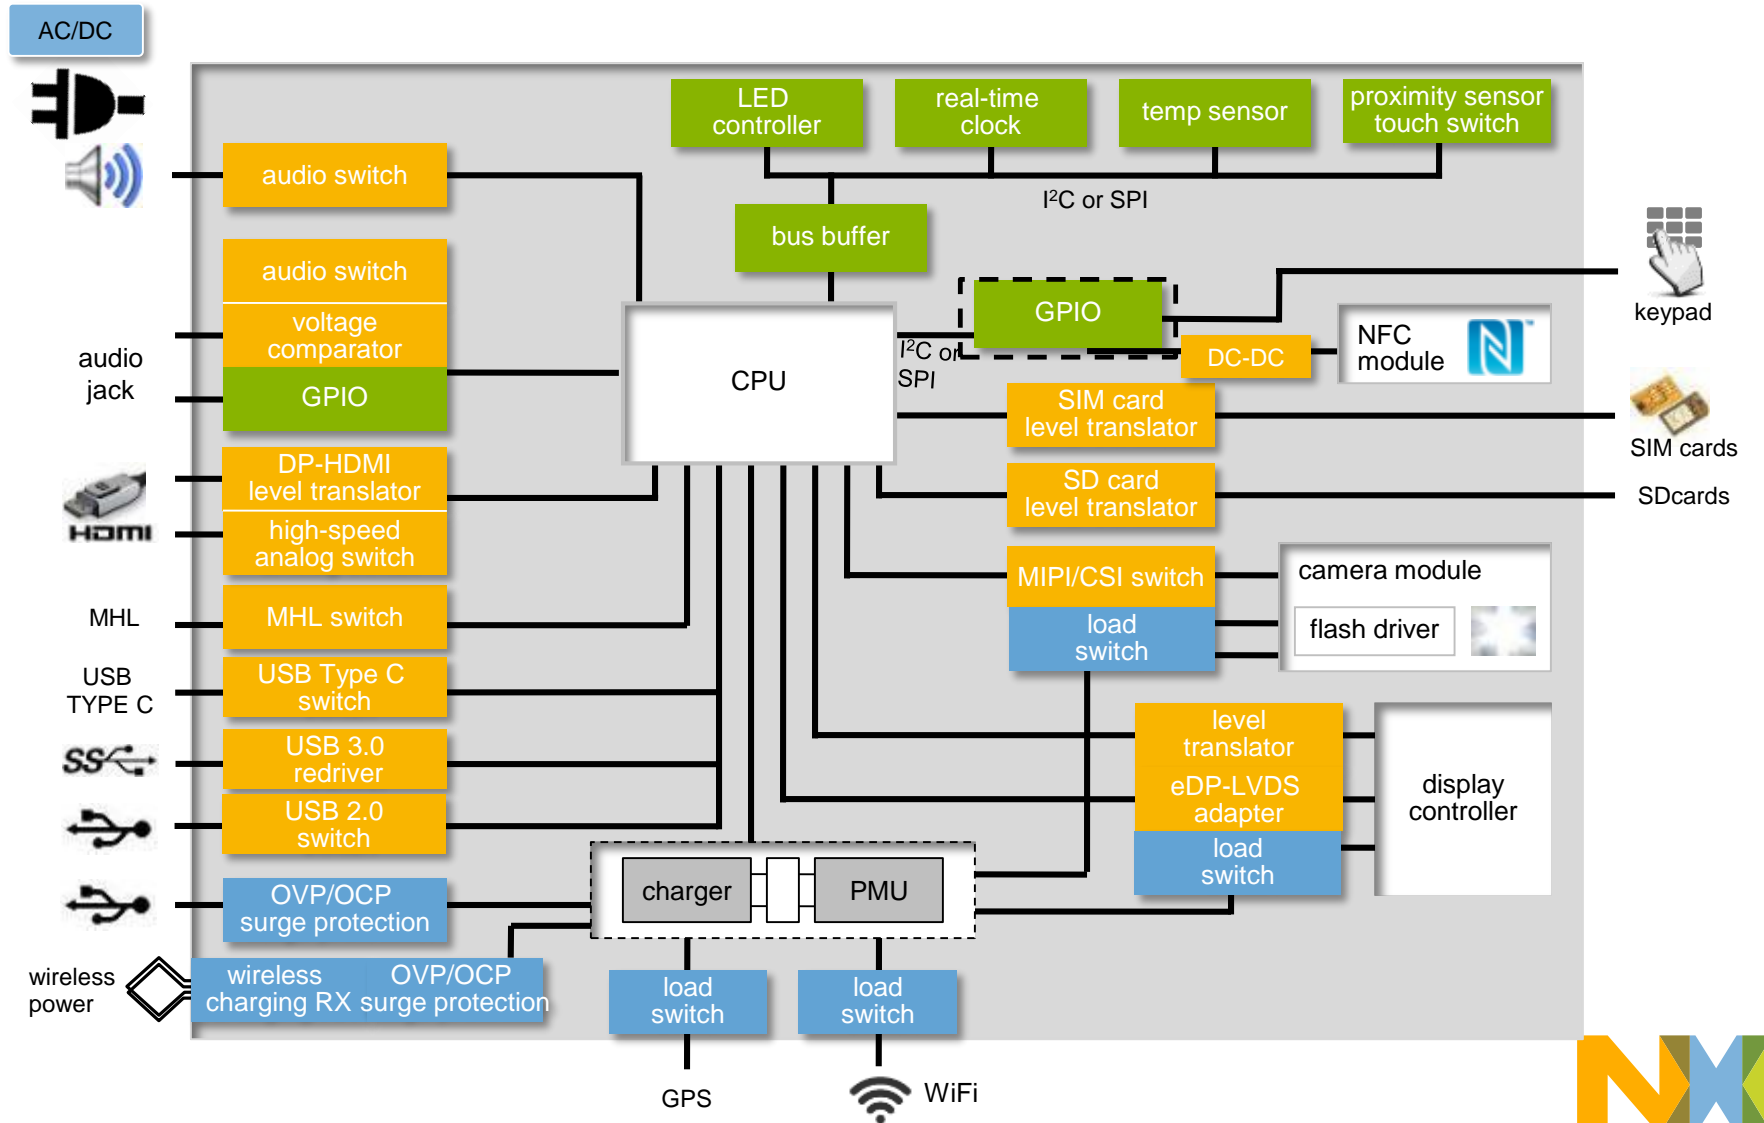 AC/DC
LED
controller
real-time
clock
temp sensor
proximity sensor
touch switch
audio switch
I²C or SPI
bus buffer
audio switch
voltage
comparator
GPIO
audio
jack
CPU
I²C or
SPI
GPIO
DC-DC
NFC
module
keypad
SIM card
level translator
SIM cards
DP-HDMI
level translator
high-speed
analog switch
HDMI
SD card
level translator
SDcards
MHL
MHL switch
MIPI/CSI switch
load
switch
camera module
flash driver
USB
TYPE C
USB Type C
switch
SS
USB 3.0
redriver
USB 2.0
switch
level
translator
eDP-LVDS
adapter
load
switch
display
controller
OVP/OCP
surge protection
charger
PMU
wireless
power
wireless
charging RX
OVP/OCP
surge protection
load
switch
load
switch
GPS
WiFi
NX